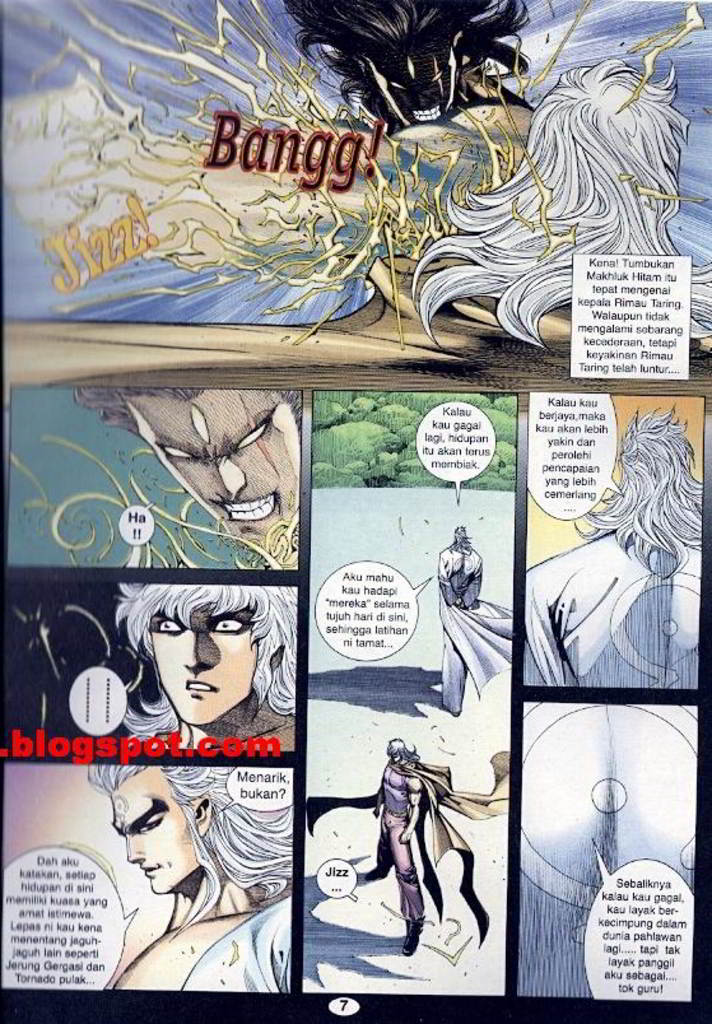 Bangg!
Jizz!
Kena! Tumbukan
Makhluk Hitam itu
tepat mengenai
kepala Rimau Taring.
Walaupun tidak
mengalami sebarang
kecederaan, tetapi
keyakinan Rimau
Taring telah luntur....
Ha
!!
!!!!!!
Menarik,
bukan?
Dah aku
katakan, setiap
hidupan di sini
memiliki kuasa yang
amat istimewa.
Lepas ni kau kena
menentang jaguh-
jaguh lain seperti
Jerung Gergasi dan
Tornado pulak...
Kalau
kau gagal
lagi, hidupan
itu akan terus
membiak.
Aku mahu
kau hadapi
"mereka" selama
tujuh hari di sini,
sehingga latihan
ni tamat...
Jizz
...
Kalau kau
berjaya,maka
kau akan lebih
yakin dan
perolehi
pencapaian
yang lebih
cemerlang
....
Sebaliknya
kalau kau gagal,
kau layak ber-
kecimpung dalam
dunia pahlawan
lagi..... tapi tak
layak panggil
aku sebagai....
tok guru!
.blogspot.com
7